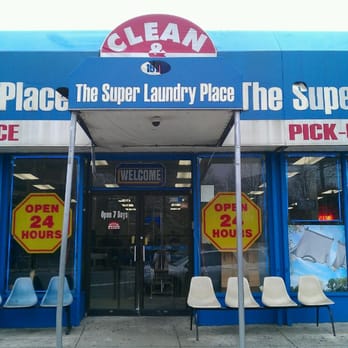 CLEAN
&
Place
The Super Laundry Place
The Supe
CE
PICK-
WELCOME
OPEN
24
HOURS
Open 7 Days
OPEN
24
HOURS